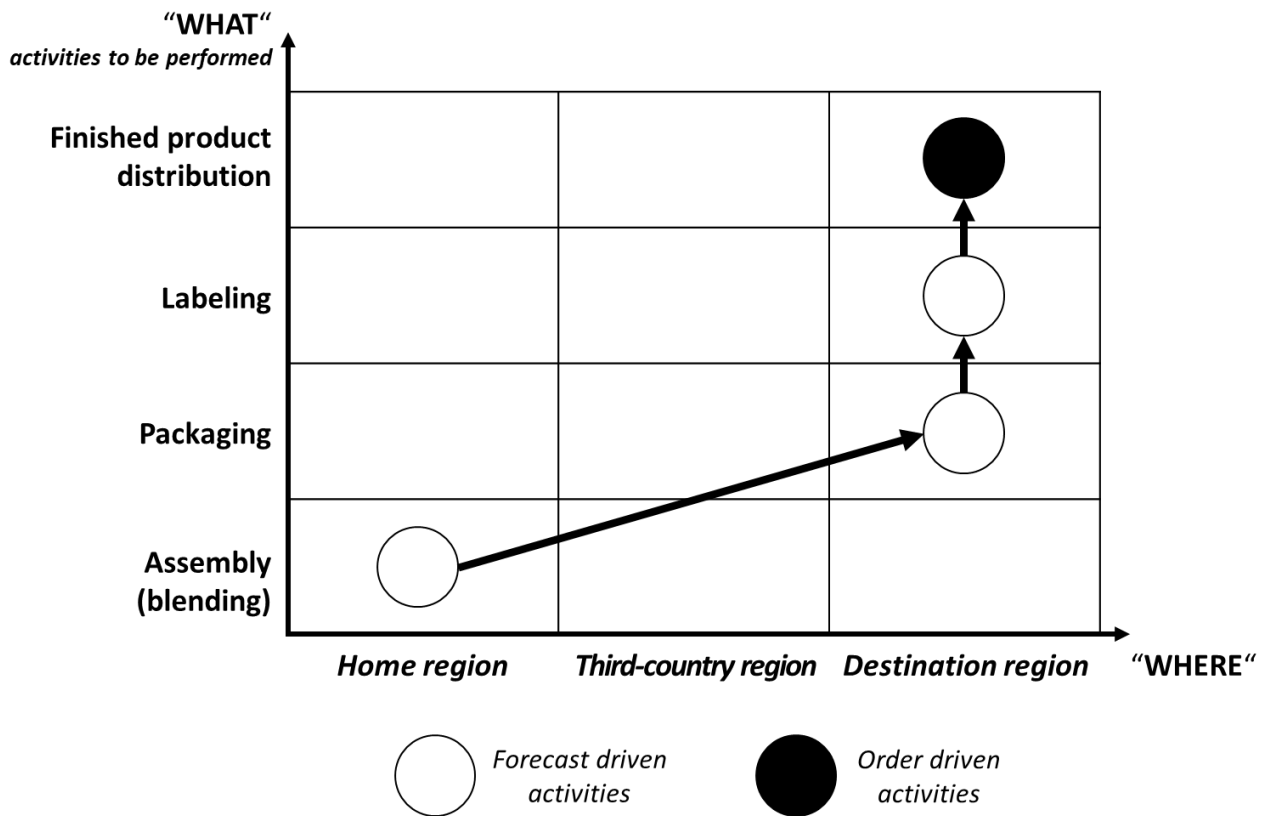 “WHAT“
activities to be performed
Finished product
distribution
Labeling
Packaging
Assembly
(blending)
Home region
Third-country region
Destination region
“WHERE“
Forecast driven
activities
Order driven
activities